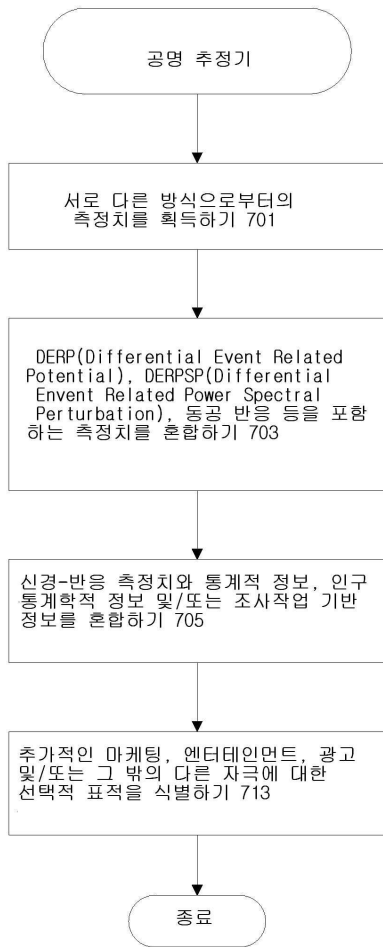 공명 추정기
서로 다른 방식으로부터의
측정치를 획득하기 701
DERP(Differential Event Related
Potential), DERPSP(Differential
Envent Related Power Spectral
Perturbation), 동공 반응 등을 포함
하는 측정치를 혼합하기 703
신경-반응 측정치와 통계적 정보, 인구
통계학적 정보 및/또는 조사작업 기반
정보를 혼합하기 705
추가적인 마케팅, 엔터테인먼트, 광고
및/또는 그 밖의 다른 자극에 대한
선택적 표적을 식별하기 713
종료